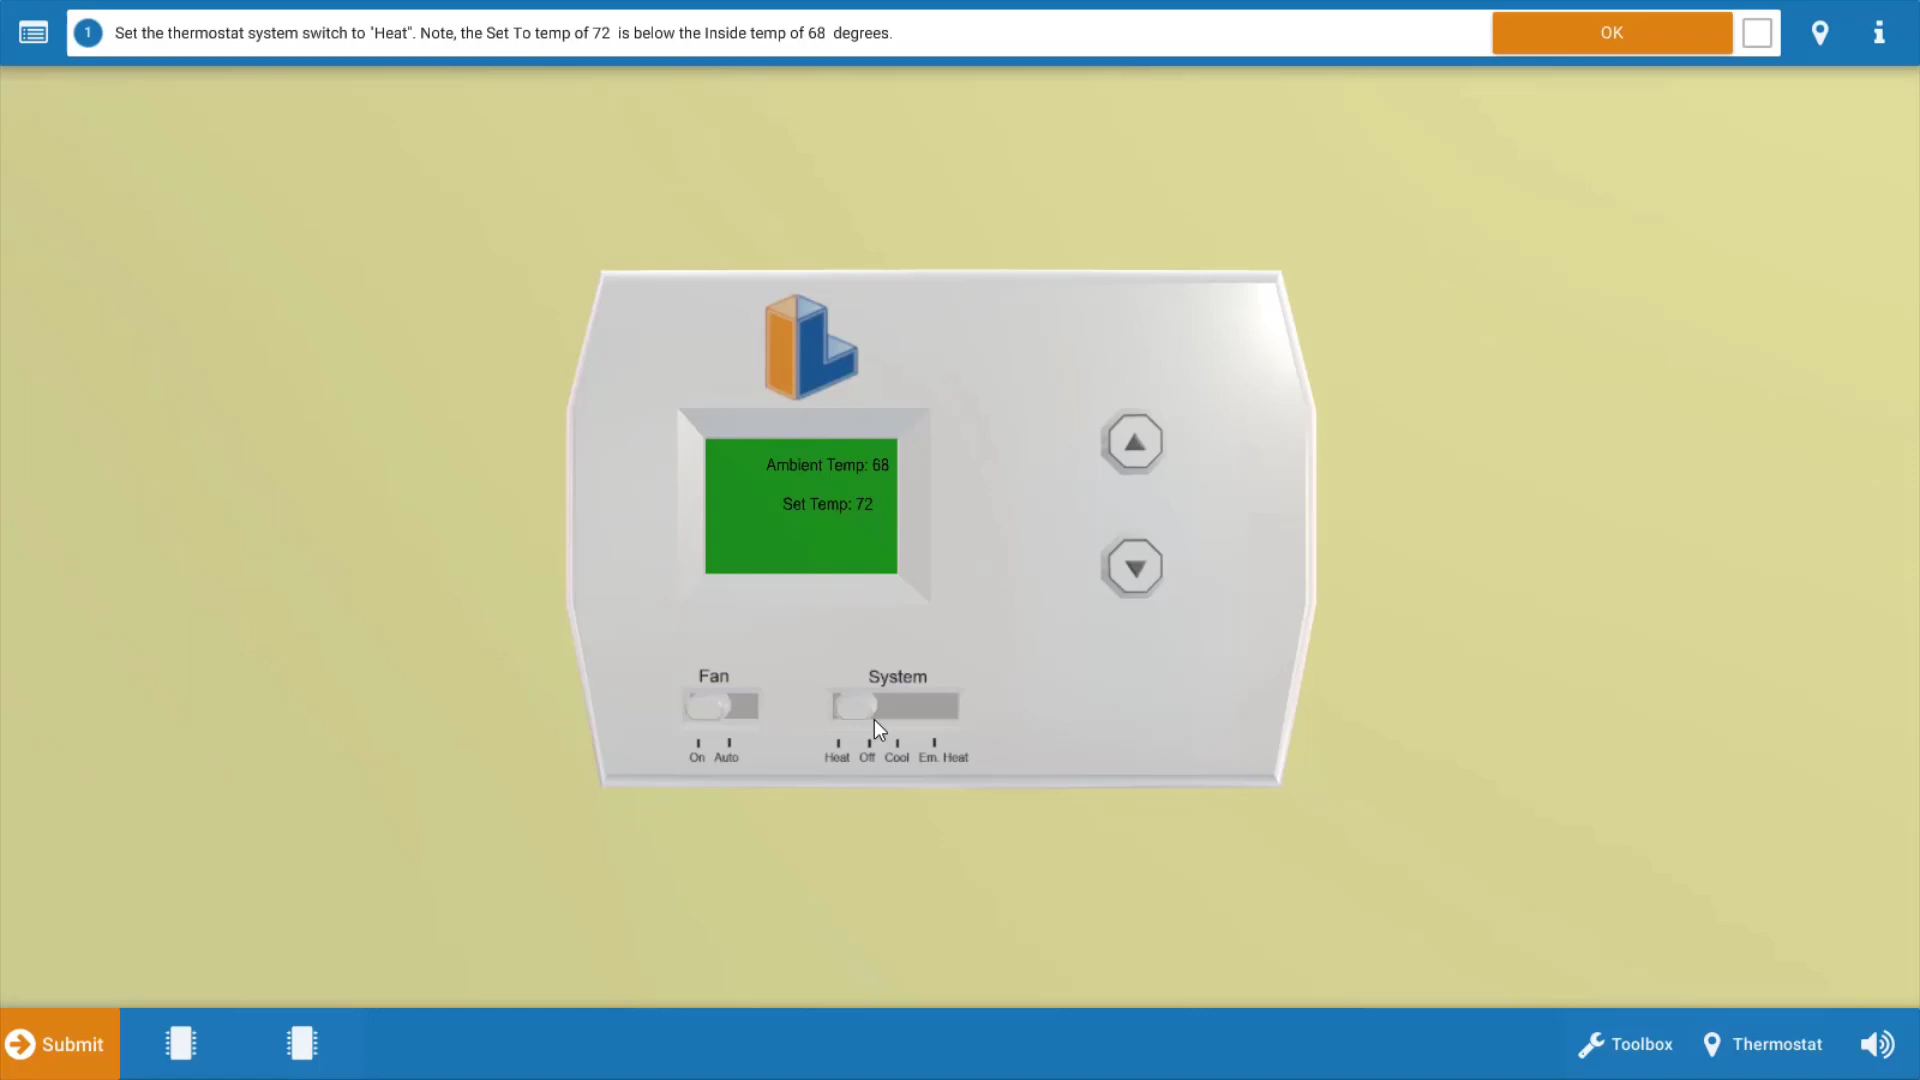 1 Set the thermostat system switch to "Heat". Note, the Set To temp of 72 is below the Inside temp of 68 degrees.
OK
Ambient Temp: 68
Set Temp: 72
Fan
System
On Auto
Heat Off Cool Em. Heat
Submit
Toolbox
Thermostat